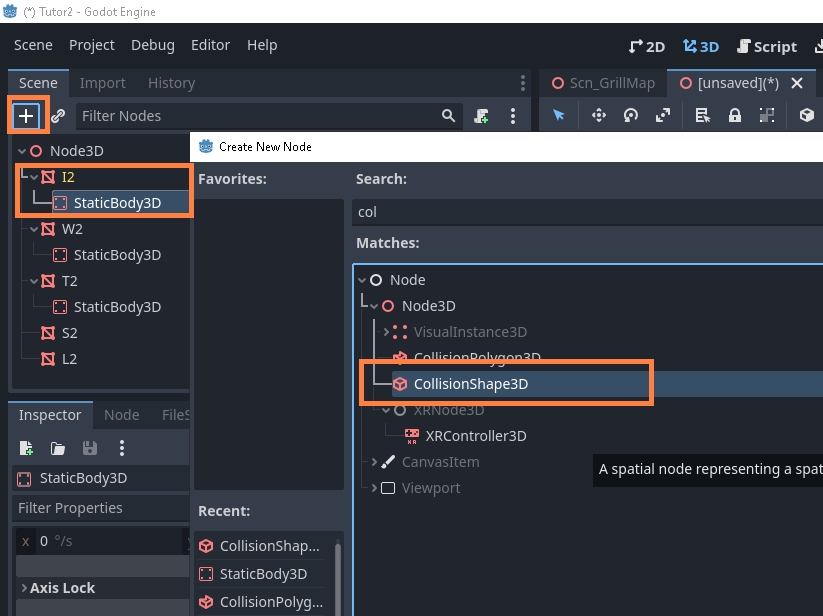 (*) Tutor2 - Godot Engine
Scene Project Debug Editor Help
2D 3D Script
Scene Import History
Scn_GrillMap [unsaved](*)
Filter Nodes
Node3D
I2
StaticBody3D
W2
StaticBody3D
T2
StaticBody3D
S2
L2
Create New Node
Favorites:
Search:
col
Matches:
Node
Node3D
VisualInstance3D
CollisionPolygon3D
CollisionShape3D
XRNode3D
XRController3D
CanvasItem
Viewport
A spatial node representing a spat
Recent:
CollisionShap...
StaticBody3D
CollisionPolyg...
Inspector Node FileS
StaticBody3D
Filter Properties
x 0 °/s
Axis Lock